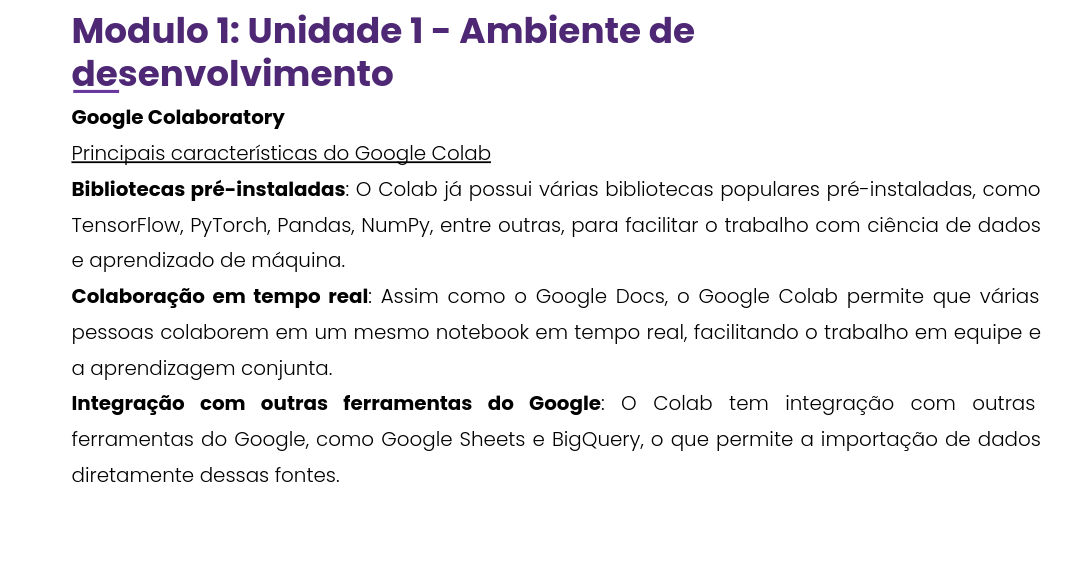 Modulo 1: Unidade 1 - Ambiente de
desenvolvimento
Google Colaboratory
Principais características do Google Colab
Bibliotecas pré-instaladas: O Colab já possui várias bibliotecas populares pré-instaladas, como
TensorFlow, PyTorch, Pandas, NumPy, entre outras, para facilitar o trabalho com ciência de dados
e aprendizado de máquina.
Colaboração em tempo real: Assim como o Google Docs, o Google Colab permite que várias
pessoas colaborem em um mesmo notebook em tempo real, facilitando o trabalho em equipe e
a aprendizagem conjunta.
Integração com outras ferramentas do Google: O Colab tem integração com outras
ferramentas do Google, como Google Sheets e BigQuery, o que permite a importação de dados
diretamente dessas fontes.